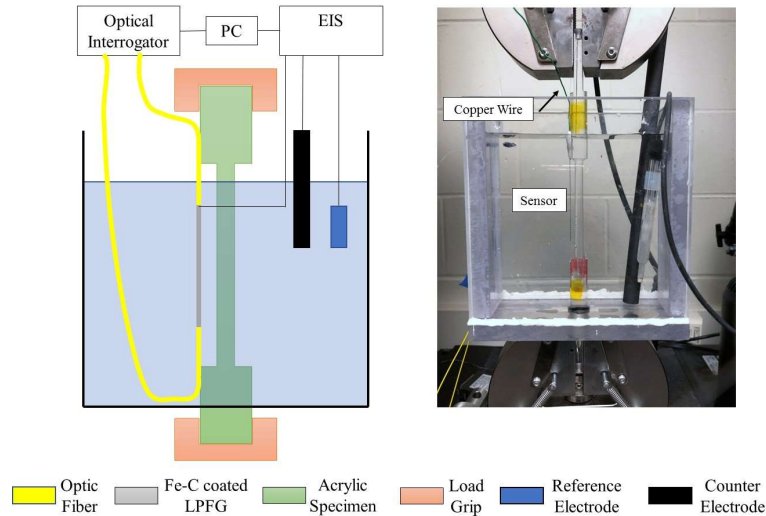 Optical
Interrogator
PC
EIS
Copper Wire
Sensor
Optic
Fiber
Fe-C coated
LPFG
Acrylic
Specimen
Load
Grip
Reference
Electrode
Counter
Electrode